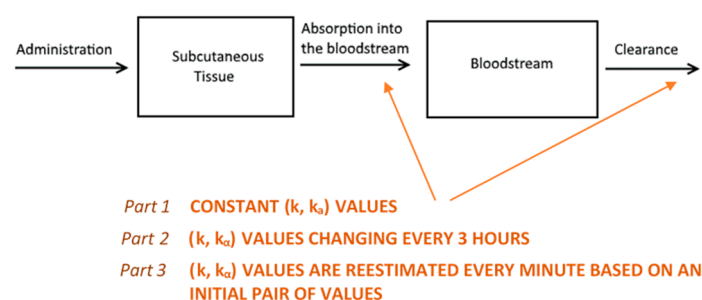 Administration
Subcutaneous
Tissue
Absorption into
the bloodstream
Bloodstream
Clearance
Part 1 CONSTANT (k, kₐ) VALUES
Part 2 (k, kα) VALUES CHANGING EVERY 3 HOURS
Part 3 (k, kα) VALUES ARE REESTIMATED EVERY MINUTE BASED ON AN
INITIAL PAIR OF VALUES